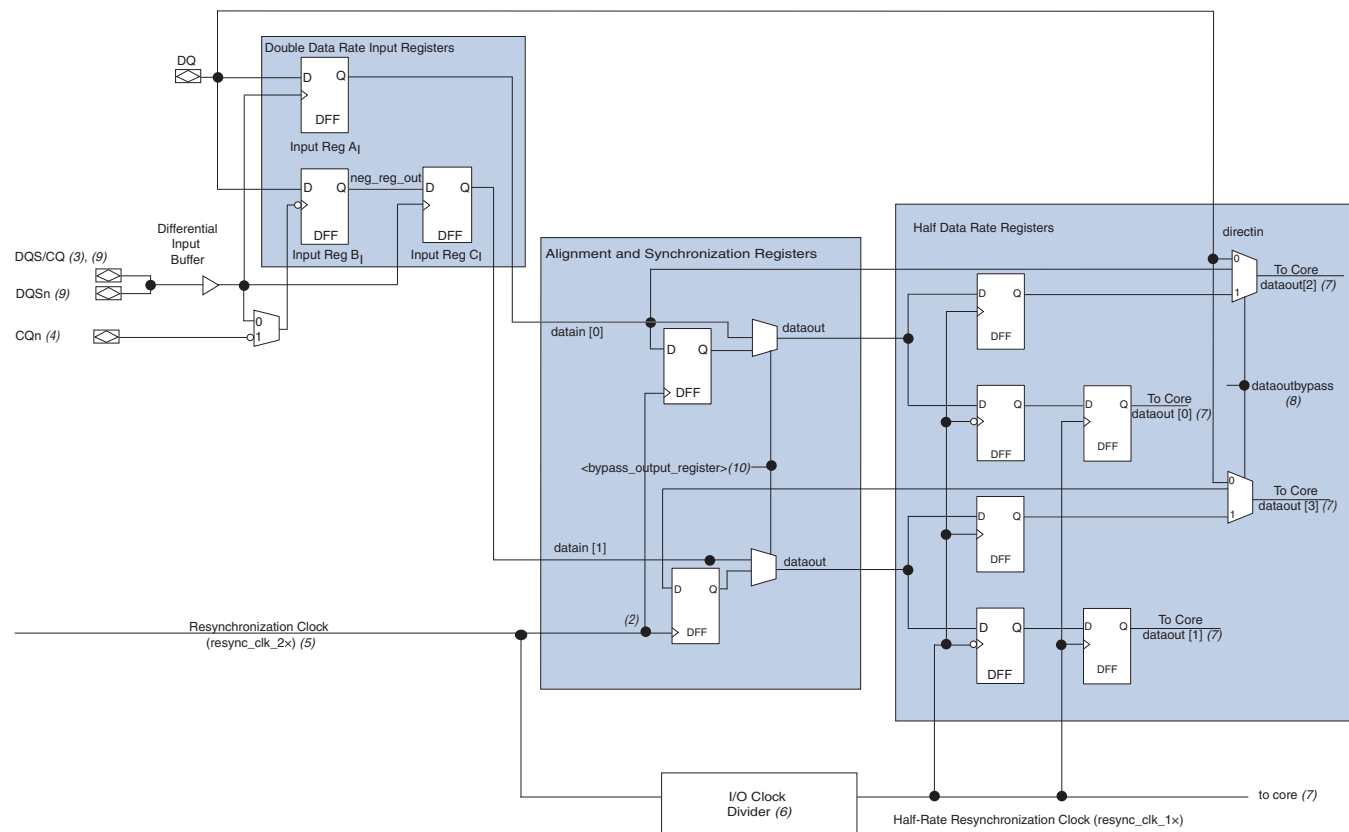 DQ
Double Data Rate Input Registers
D
Q
DFF
Input Reg AI
D
Q
DFF
Input Reg BI
neg_reg_out
D
Q
DFF
Input Reg CI
Differential
Input
Buffer
DQS/CQ (3), (9)
DQSn (9)
CQn (4)
0
1
Alignment and Synchronization Registers
datain [0]
D
Q
DFF
dataout
<bypass_output_register>(10)
datain [1]
D
Q
DFF
dataout
(2)
Resynchronization Clock
(resync_clk_2×) (5)
Half Data Rate Registers
directin
D
Q
DFF
0
1
To Core
dataout[2] (7)
D
Q
DFF
D
Q
DFF
To Core
dataout [0] (7)
dataoutbypass
(8)
D
Q
DFF
0
1
To Core
dataout [3] (7)
D
Q
DFF
D
Q
DFF
To Core
dataout [1] (7)
I/O Clock
Divider (6)
to core (7)
Half-Rate Resynchronization Clock (resync_clk_1×)